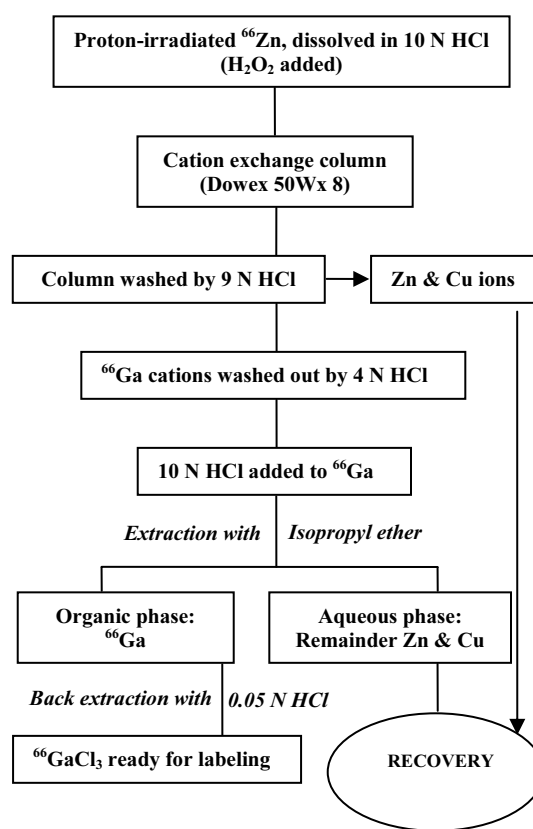 Proton-irradiated ⁶⁶Zn, dissolved in 10 N HCl
(H₂O₂ added)
Cation exchange column
(Dowex 50Wx 8)
Column washed by 9 N HCl
Zn & Cu ions
⁶⁶Ga cations washed out by 4 N HCl
10 N HCl added to ⁶⁶Ga
Extraction with
Isopropyl ether
Organic phase:
⁶⁶Ga
Aqueous phase:
Remainder Zn & Cu
Back extraction with
0.05 N HCl
⁶⁶GaCl₃ ready for labeling
RECOVERY